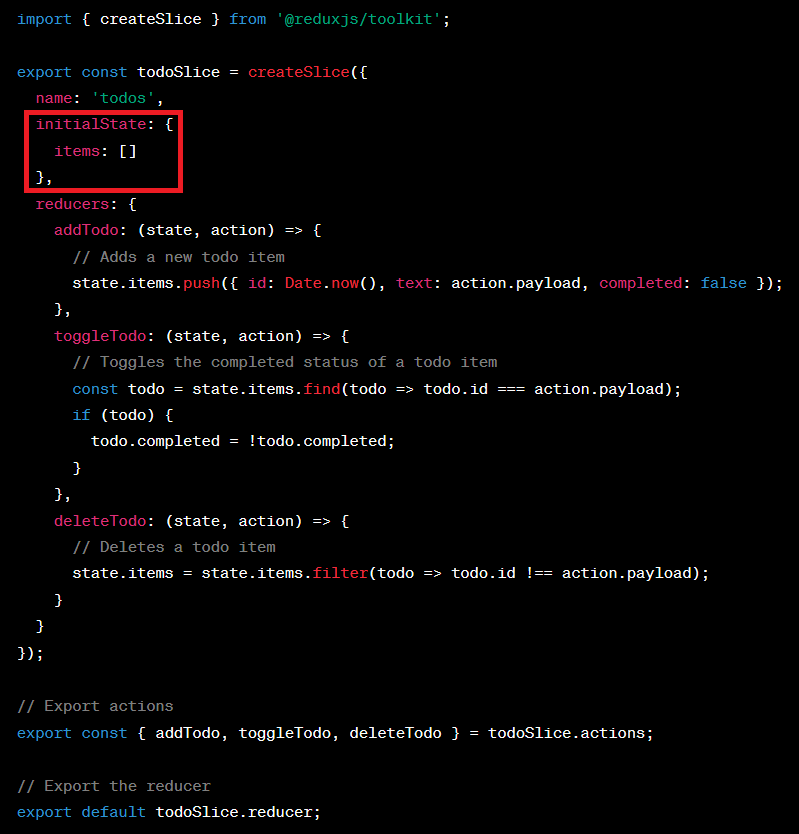 import { createSlice } from '@reduxjs/toolkit';
export const todoSlice = createSlice({
name: 'todos',
initialState: {
items: []
},
reducers: {
addTodo: (state, action) => {
// Adds a new todo item
state.items.push({ id: Date.now(), text: action.payload, completed: false });
},
toggleTodo: (state, action) => {
// Toggles the completed status of a todo item
const todo = state.items.find(todo => todo.id === action.payload);
if (todo) {
todo.completed = !todo.completed;
}
},
deleteTodo: (state, action) => {
// Deletes a todo item
state.items = state.items.filter(todo => todo.id !== action.payload);
}
}
});
// Export actions
export const { addTodo, toggleTodo, deleteTodo } = todoSlice.actions;
// Export the reducer
export default todoSlice.reducer;